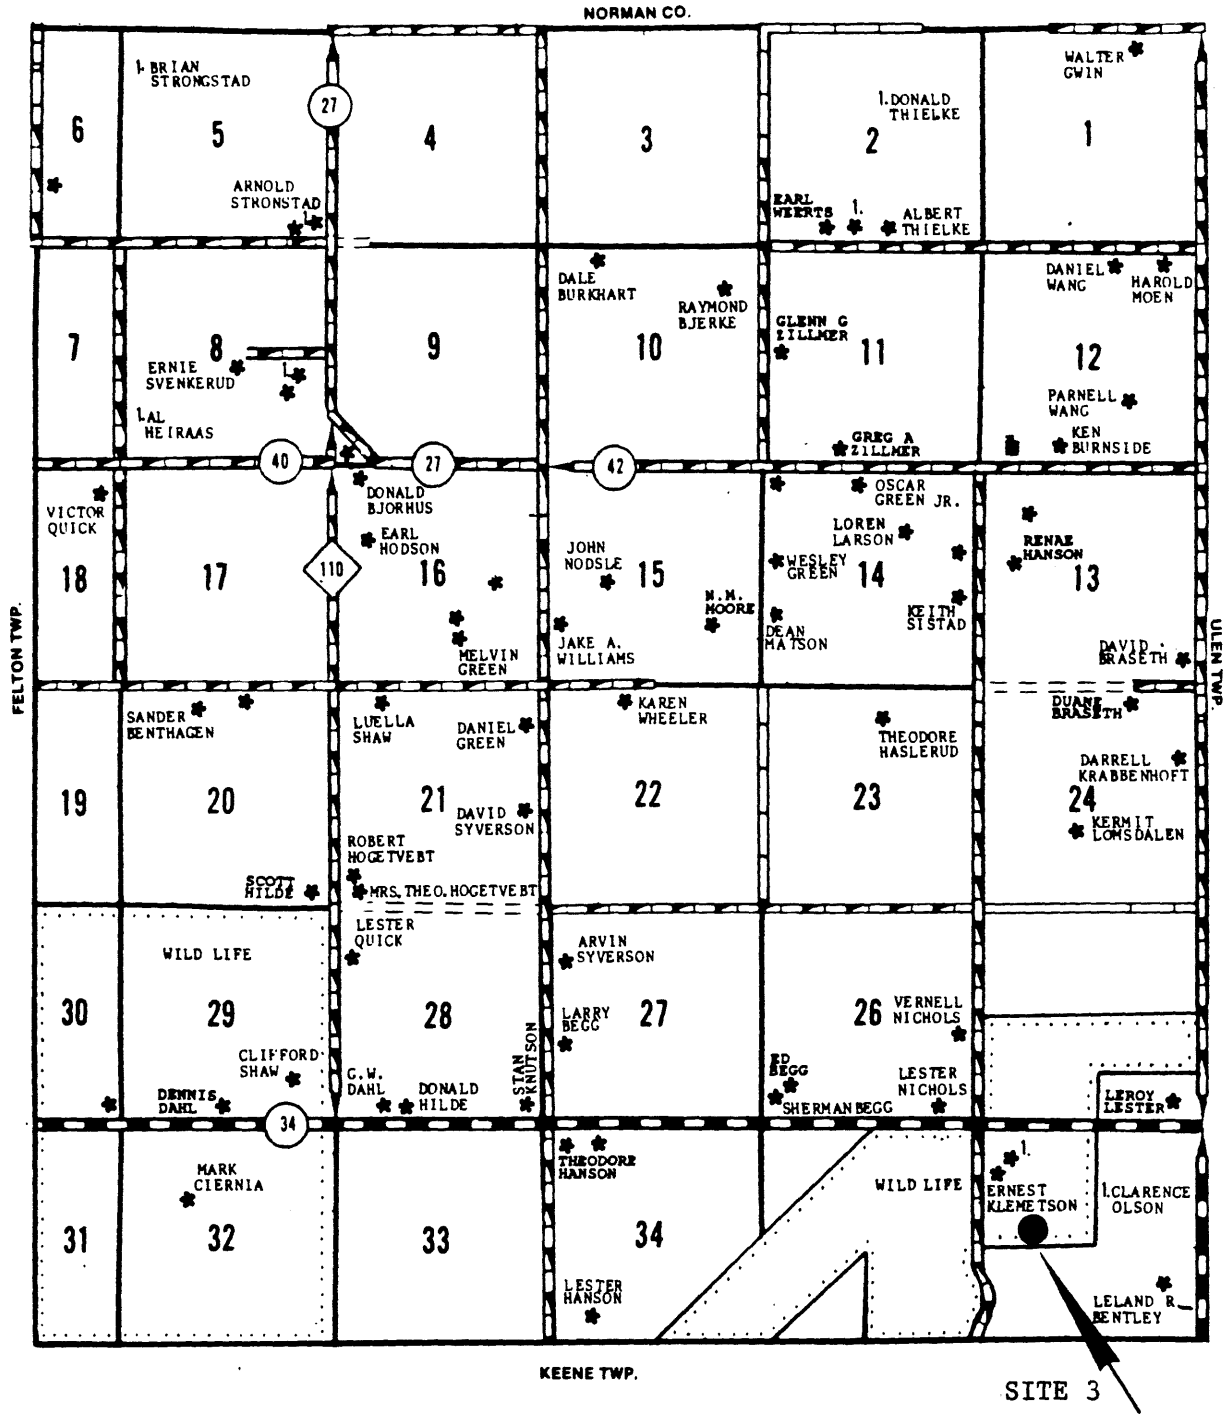 NORMAN CO.
1. BRIAN
STRONGSTAD
27
6
5
4
3
1. DONALD
THIELKE
2
WALTER
GWIN
1
ARNOLD
STRONSTAD
1.
EARL
WEERTS
1.
ALBERT
THIELKE
DALE
BURKHART
RAYMOND
BJERKE
DANIEL
WANG
HAROLD
MOEN
7
8
9
10
GLENN G
ZILLMER
11
12
ERNIE
SVENKERUD
1.
1. AL
HEIRAAS
PARNELL
WANG
GREG A
ZILLMER
KEN
BURNSIDE
40
27
42
VICTOR
QUICK
DONALD
BJORHUS
EARL
HODSON
OSCAR
GREEN JR.
LOREN
LARSON
JOHN
NODSLE
WESLEY
GREEN
RENAE
HANSON
18
17
110
16
15
14
13
N.M.
MOORE
KEITH
SISTAD
MELVIN
GREEN
JAKE A.
WILLIAMS
DEAN
MATSON
DAVID
BRASETH
FELTON TWP.
ULEN TWP.
SANDER
BENTHAGEN
LUELLA
SHAW
DANIEL
GREEN
KAREN
WHEELER
THEODORE
HASLERUD
DUANE
BRASETH
DARRELL
KRABBENHOFT
19
20
21
22
23
24
DAVID
SYVERSON
KERMIT
LOMSDALEN
ROBERT
HOGETVEBT
SCOTT
HILDE
MRS. THEO. HOGETVEBT
LESTER
QUICK
WILD LIFE
ARVIN
SYVERSON
30
29
28
27
26
LARRY
BEGG
VERNELL
NICHOLS
CLIFFORD
SHAW
G.W.
DAHL
STAN
KNUTSON
ED
BEGG
LESTER
NICHOLS
DENNIS
DAHL
DONALD
HILDE
SHERMAN BEGG
LEROY
LESTER
34
MARK
CIERNIA
THEODORE
HANSON
WILD LIFE
1.
ERNEST
KLEMETSON
1. CLARENCE
OLSON
31
32
33
34
LESTER
HANSON
LELAND R
BENTLEY
KEENE TWP.
SITE 3